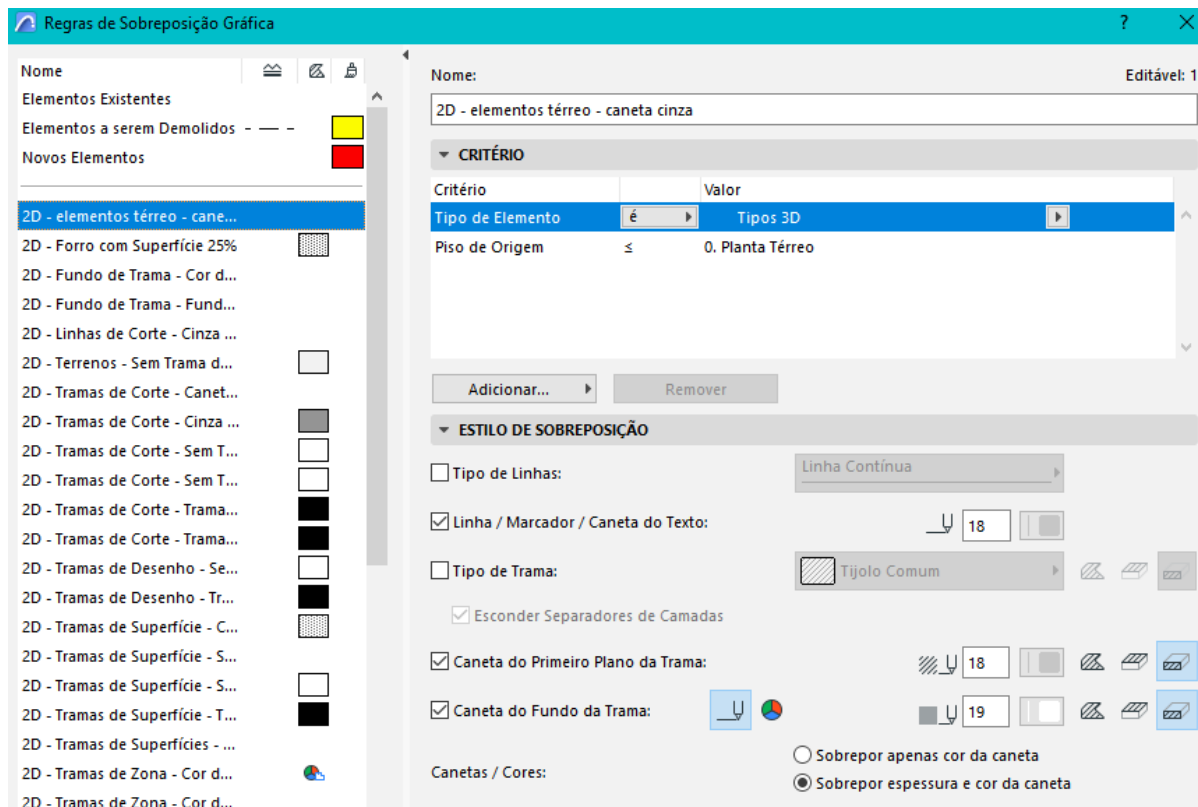 Regras de Sobreposição Gráfica
?
Nome
Elementos Existentes
Elementos a serem Demolidos
Novos Elementos
2D - elementos térreo - cane...
2D - Forro com Superfície 25%
2D - Fundo de Trama - Cor d...
2D - Fundo de Trama - Fund...
2D - Linhas de Corte - Cinza ...
2D - Terrenos - Sem Trama d...
2D - Tramas de Corte - Canet...
2D - Tramas de Corte - Cinza ...
2D - Tramas de Corte - Sem T...
2D - Tramas de Corte - Sem T...
2D - Tramas de Corte - Trama...
2D - Tramas de Corte - Trama...
2D - Tramas de Desenho - Se...
2D - Tramas de Desenho - Tr...
2D - Tramas de Superfície - C...
2D - Tramas de Superfície - S...
2D - Tramas de Superfície - S...
2D - Tramas de Superfície - T...
2D - Tramas de Superfícies - ...
2D - Tramas de Zona - Cor d...
2D - Tramas de Zona - Cor d...
Nome: Editável: 1
2D - elementos térreo - caneta cinza
CRITÉRIO
Critério Valor
Tipo de Elemento é Tipos 3D
Piso de Origem ≤ 0. Planta Térreo
Adicionar... Remover
ESTILO DE SOBREPOSIÇÃO
Tipo de Linhas: Linha Contínua
Linha / Marcador / Caneta do Texto: 18
Tipo de Trama: Tijolo Comum
Esconder Separadores de Camadas
Caneta do Primeiro Plano da Trama: 18
Caneta do Fundo da Trama: 19
Canetas / Cores: Sobrepor apenas cor da caneta
Sobrepor espessura e cor da caneta